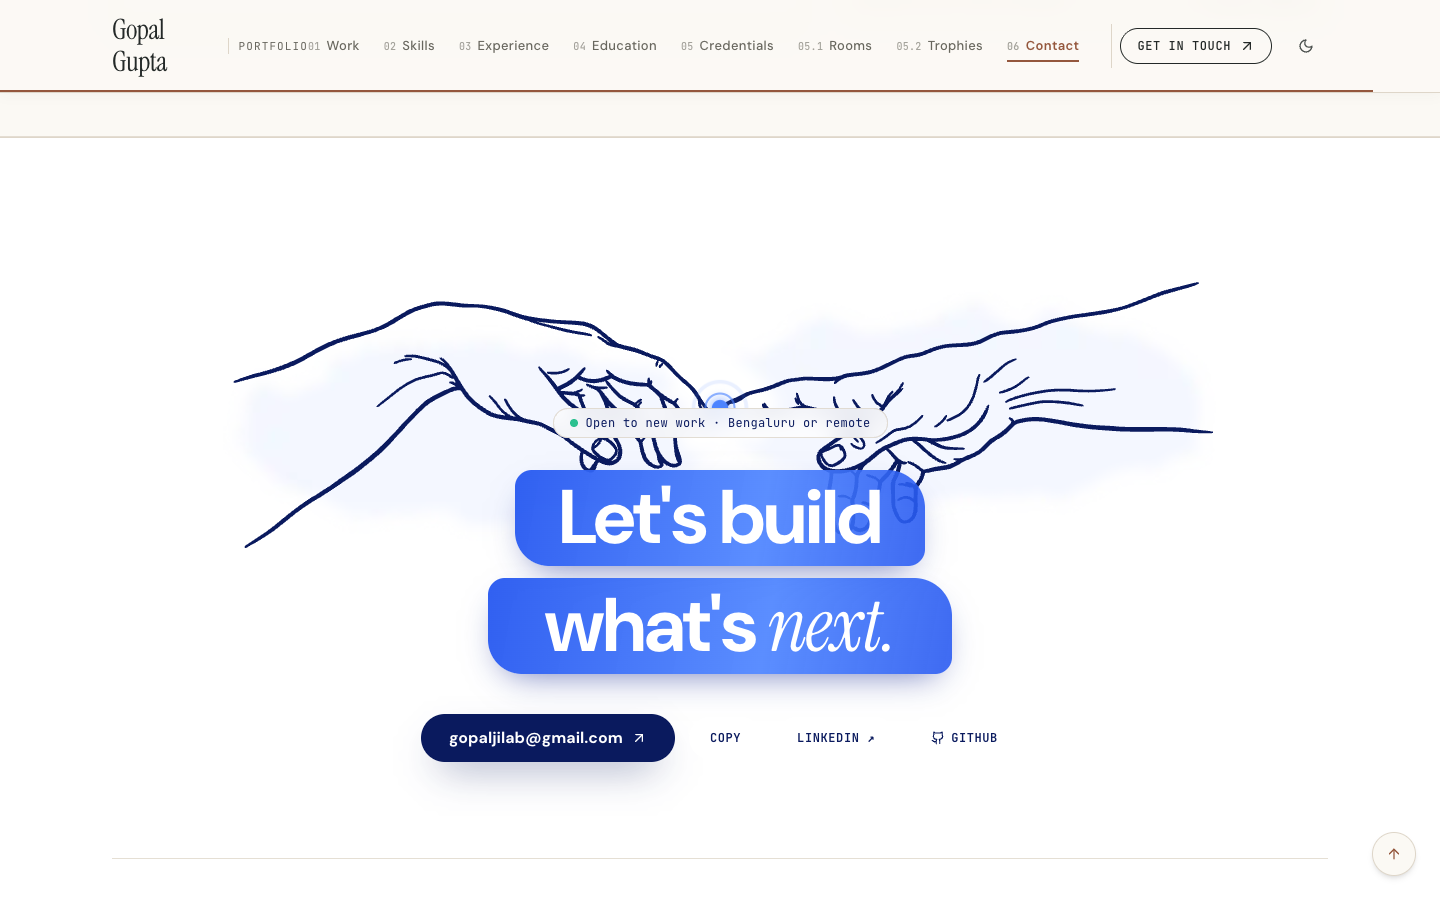 Gopal
Gupta
PORTFOLIO
01 Work
02 Skills
03 Experience
04 Education
05 Credentials
05.1 Rooms
05.2 Trophies
06 Contact
GET IN TOUCH ↗
Open to new work · Bengaluru or remote
Let's build
what's next.
gopaljilab@gmail.com ↗
COPY
LINKEDIN ↗
GITHUB